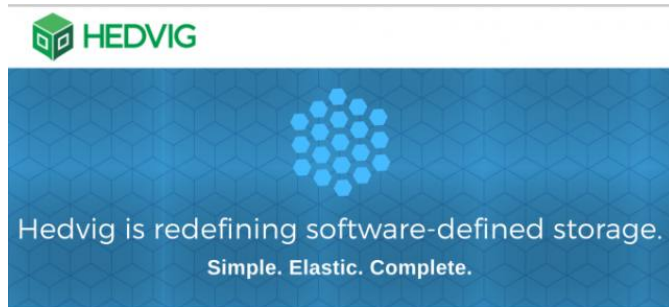 HEDVIG
Hedvig is redefining software-defined storage.
Simple. Elastic. Complete.